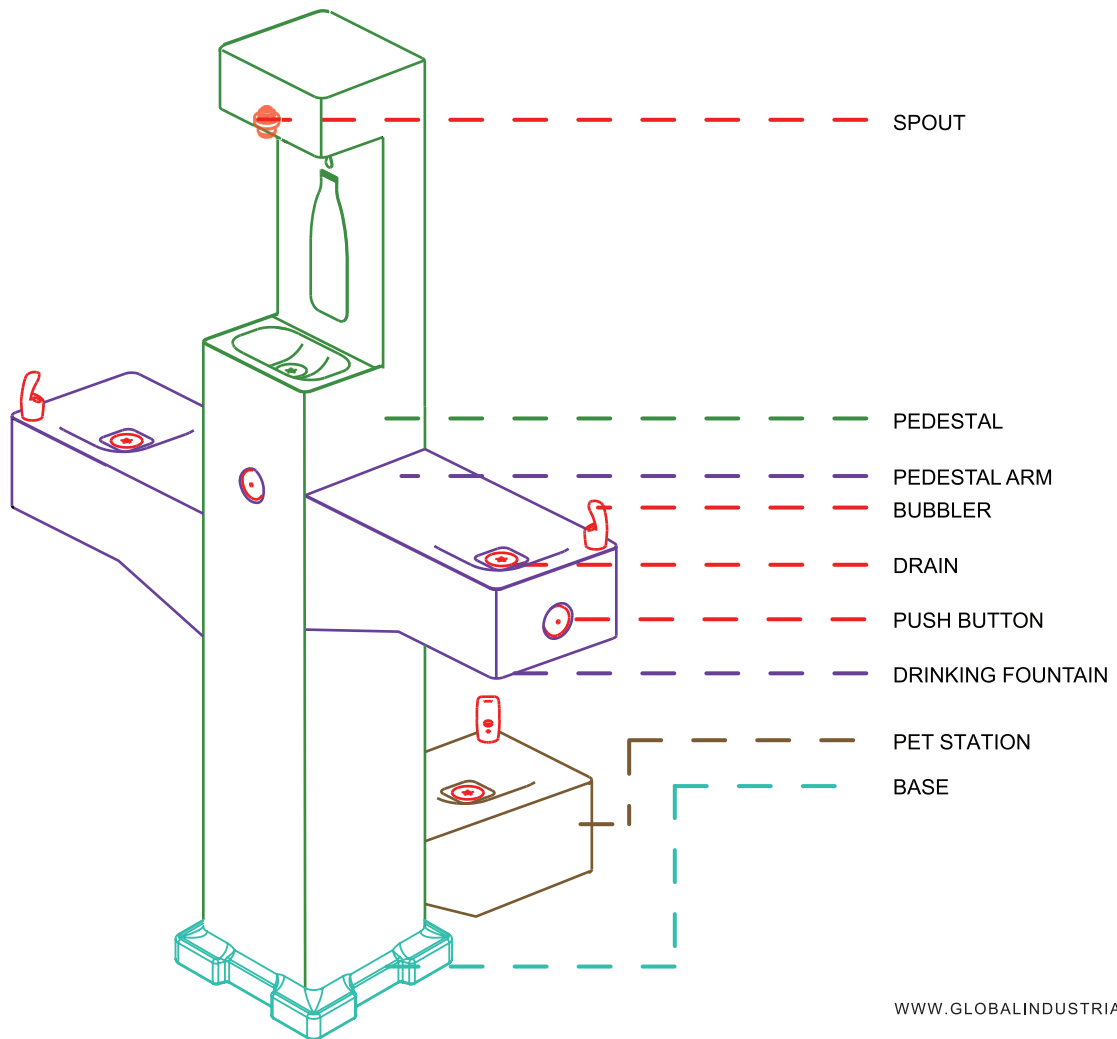 SPOUT
PEDESTAL
PEDESTAL ARM
BUBBLER
DRAIN
PUSH BUTTON
DRINKING FOUNTAIN
PET STATION
BASE
WWW.GLOBALINDUSTRIA